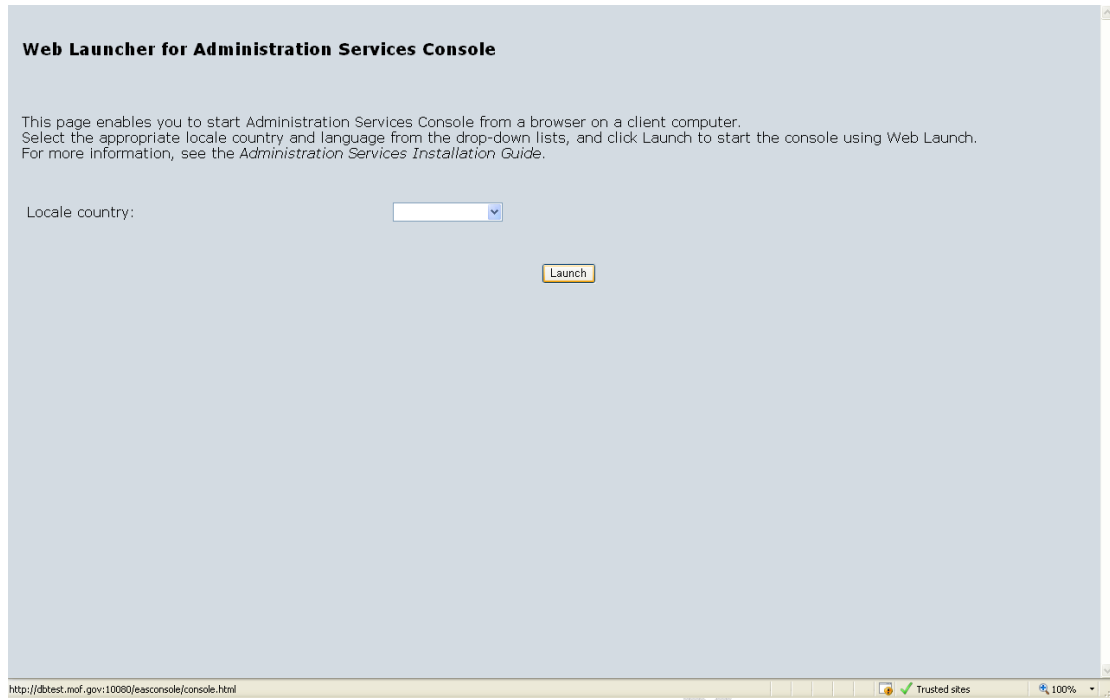 Web Launcher for Administration Services Console
This page enables you to start Administration Services Console from a browser on a client computer.
Select the appropriate locale country and language from the drop-down lists, and click Launch to start the console using Web Launch.
For more information, see the Administration Services Installation Guide.
Locale country:
Launch
http://dbtest.mof.gov:10080/easconsole/console.html
Trusted sites
100%